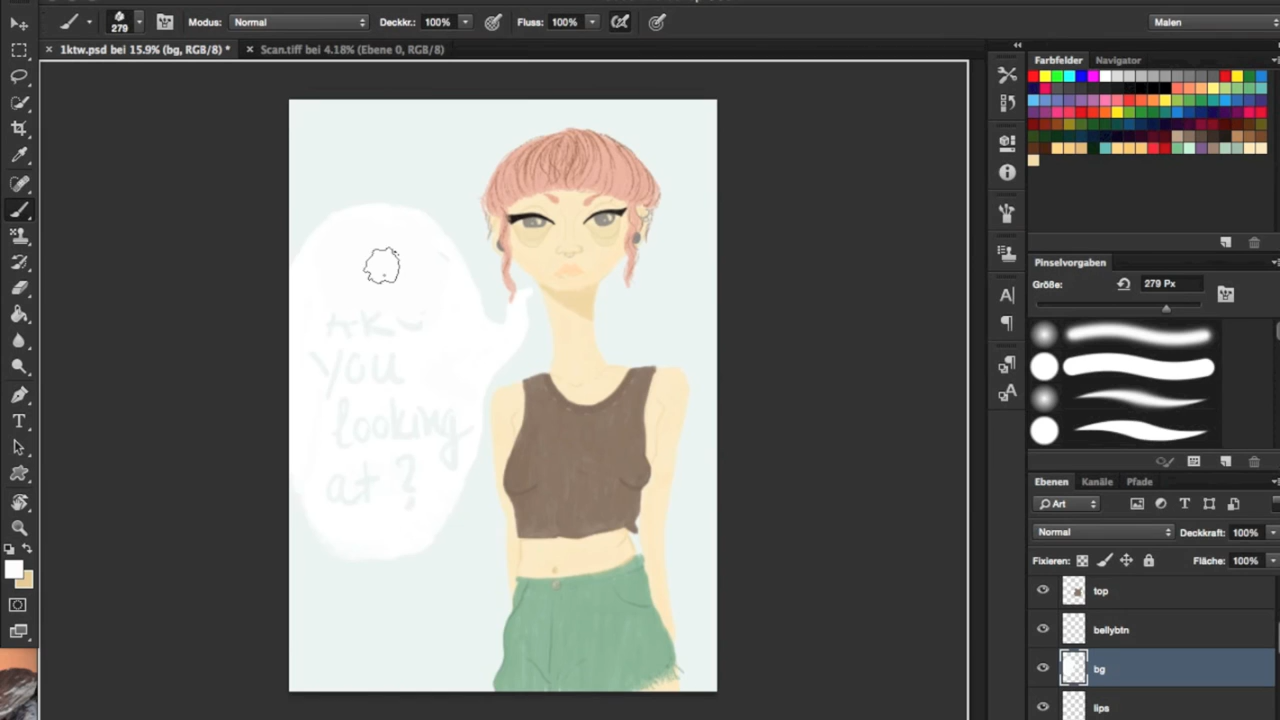 279
Modus:
Normal
Deckkr.:
100%
Fluss:
100%
Malen
1ktw.psd bei 15.9% (bg, RGB/8) *
Scan.tiff bei 4.18% (Ebene 0, RGB/8)
Farbfelder
Navigator
you
looking
at?
Pinselvorgaben
Größe:
279 Px
Ebenen
Kanäle
Pfade
Art
Normal
Deckkraft:
100%
Fixieren:
Fläche:
100%
top
bellybtn
bg
lips